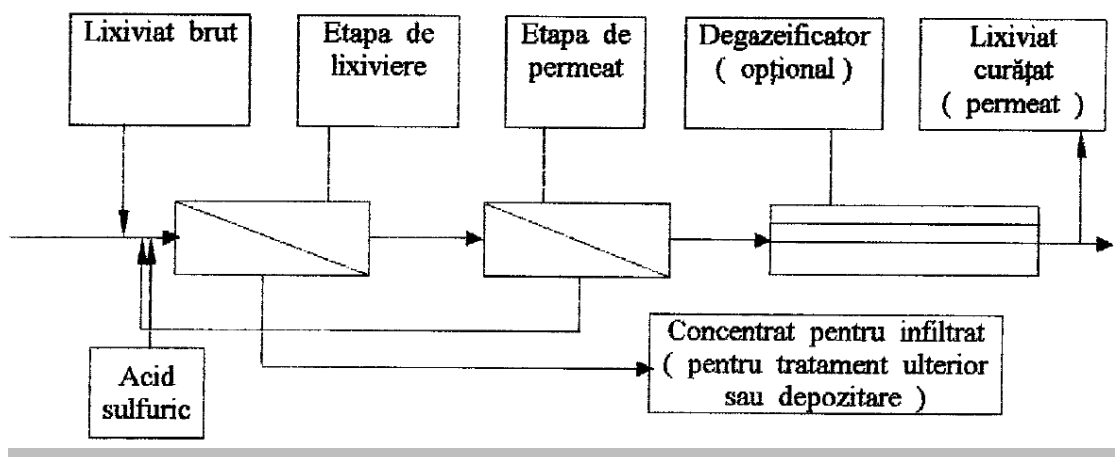 Lixiviat brut
Etapa de
lixiviere
Etapa de
permeat
Degazeificator
( opțional )
Lixiviat
curăţat
( permeat )
Acid
sulfuric
Concentrat pentru infiltrat
( pentru tratament ulterior
sau depozitare )